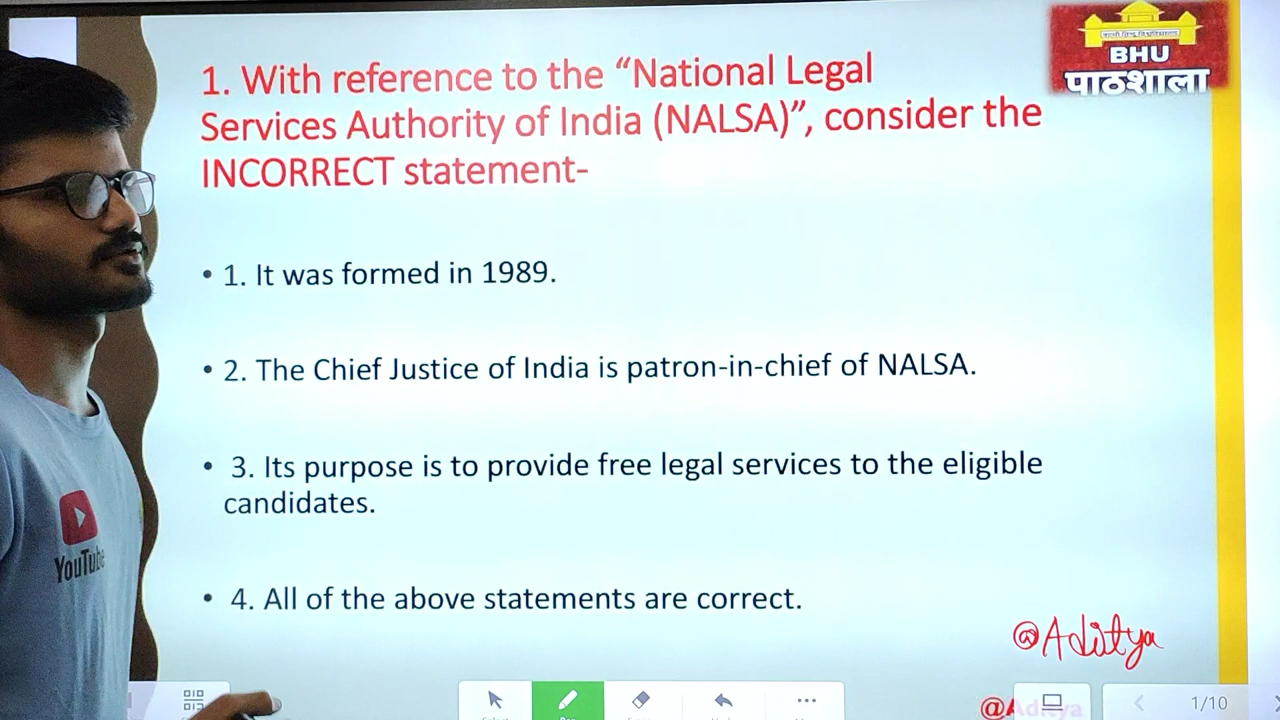 BHU
पाठशाला
1. With reference to the “National Legal
Services Authority of India (NALSA)”, consider the
INCORRECT statement-
• 1. It was formed in 1989.
• 2. The Chief Justice of India is patron-in-chief of NALSA.
• 3. Its purpose is to provide free legal services to the eligible
candidates.
• 4. All of the above statements are correct.
YouTube
@Aditya
@Aditya
1/10